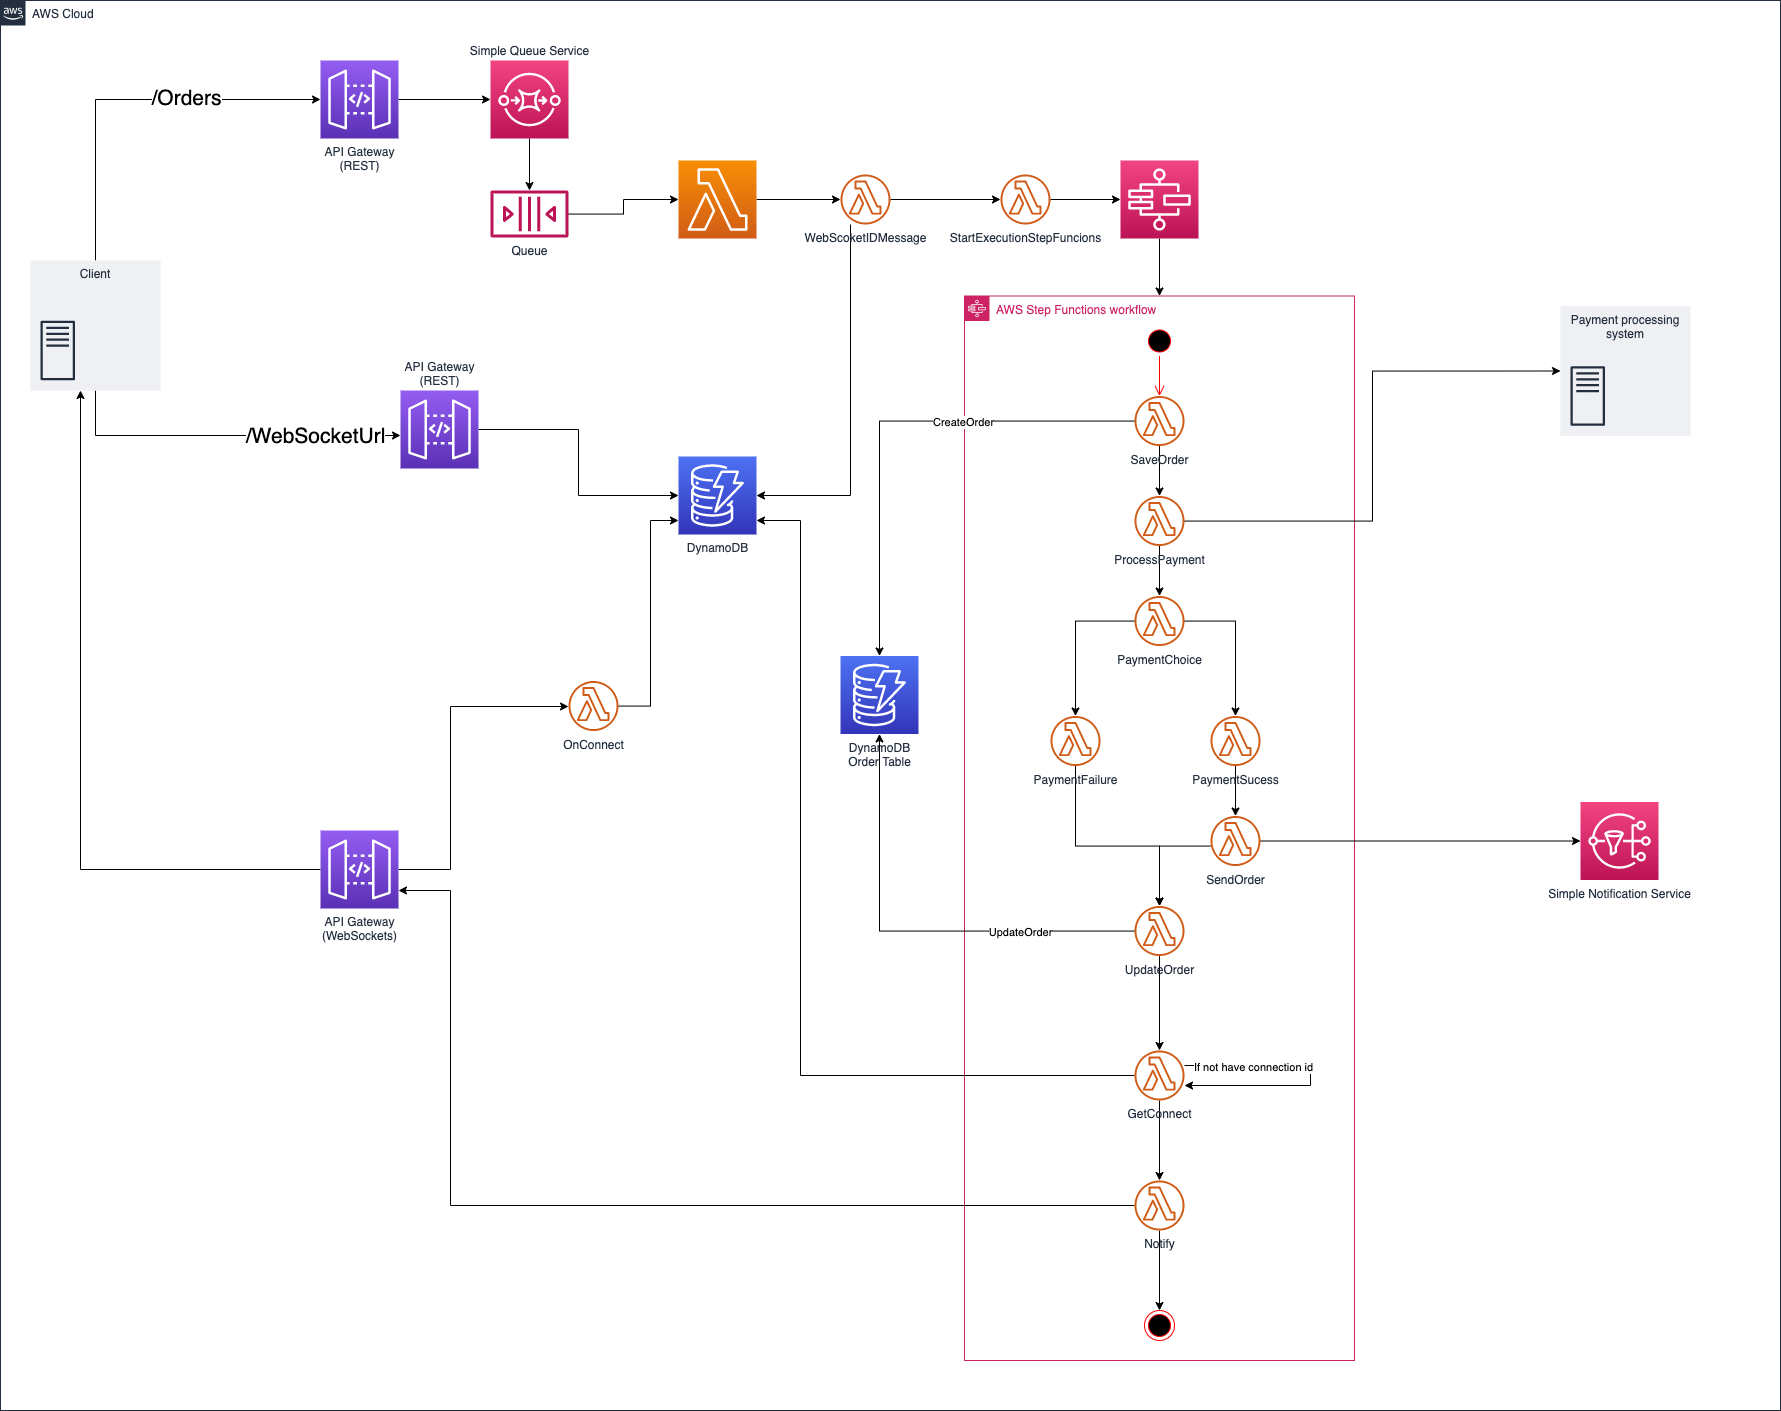 aws
AWS Cloud
Simple Queue Service
/Orders
API Gateway
(REST)
Queue
WebScoketIDMessage
StartExecutionStepFuncions
Client
AWS Step Functions workflow
Payment processing
system
API Gateway
(REST)
/WebSocketUrl
CreateOrder
SaveOrder
DynamoDB
ProcessPayment
PaymentChoice
OnConnect
DynamoDB
Order Table
PaymentFailure
PaymentSucess
SendOrder
Simple Notification Service
API Gateway
(WebSockets)
UpdateOrder
UpdateOrder
If not have connection id
GetConnect
Notify